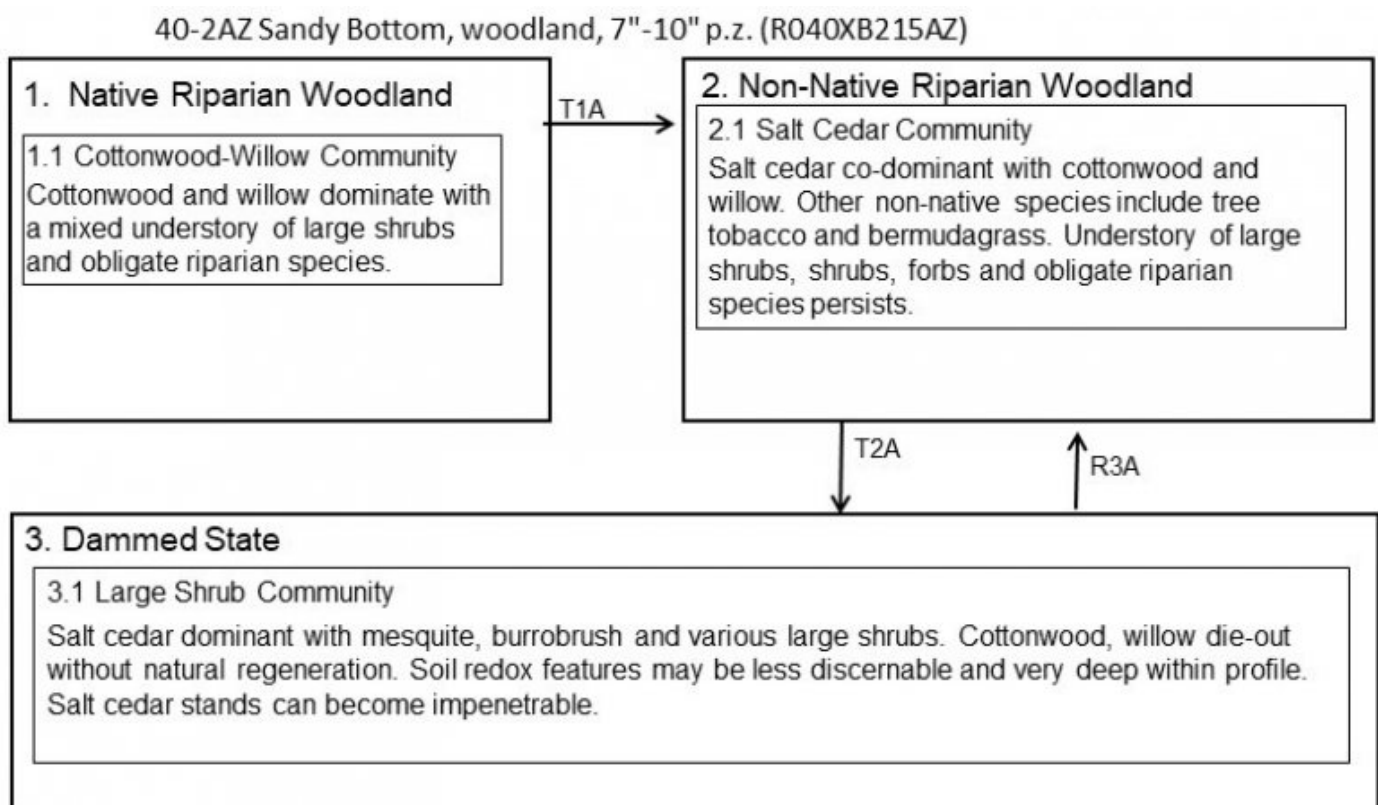 40-2AZ Sandy Bottom, woodland, 7"-10" p.z. (R040XB215AZ)
1. Native Riparian Woodland
1.1 Cottonwood-Willow Community
Cottonwood and willow dominate with
a mixed understory of large shrubs
and obligate riparian species.
T1A
2. Non-Native Riparian Woodland
2.1 Salt Cedar Community
Salt cedar co-dominant with cottonwood and
willow. Other non-native species include tree
tobacco and bermudagrass. Understory of large
shrubs, shrubs, forbs and obligate riparian
species persists.
T2A
R3A
3. Dammed State
3.1 Large Shrub Community
Salt cedar dominant with mesquite, burrobrush and various large shrubs. Cottonwood, willow die-out
without natural regeneration. Soil redox features may be less discernable and very deep within profile.
Salt cedar stands can become impenetrable.